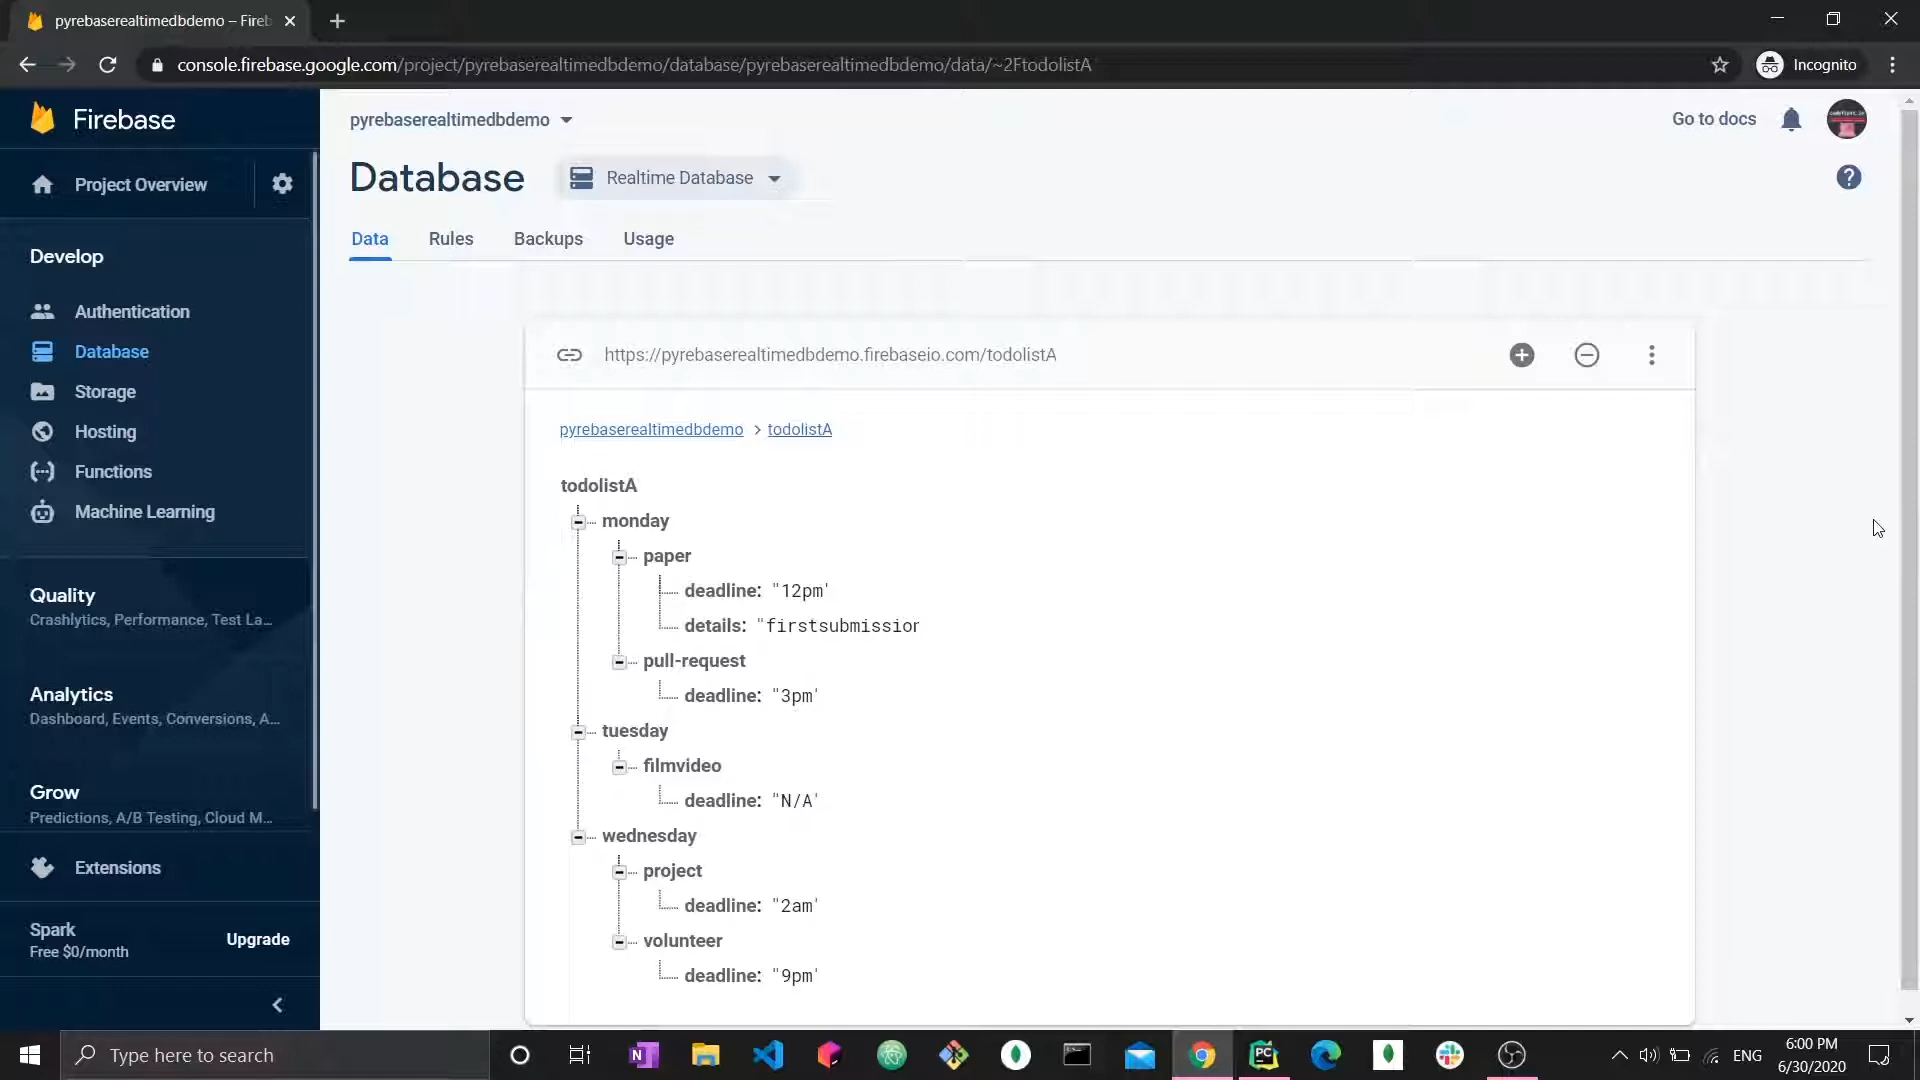 pyrebaserealtimedbdemo – Fireb
console.firebase.google.com/project/pyrebaserealtimedbdemo/database/pyrebaserealtimedbdemo/data/~2FtodolistA
Incognito
Firebase
Project Overview
Develop
Authentication
Database
Storage
Hosting
Functions
Machine Learning
Quality
Crashlytics, Performance, Test La...
Analytics
Dashboard, Events, Conversions, A...
Grow
Predictions, A/B Testing, Cloud M...
Extensions
Spark
Free $0/month
Upgrade
pyrebaserealtimedbdemo
Go to docs
Database
Realtime Database
?
Data Rules Backups Usage
https://pyrebaserealtimedbdemo.firebaseio.com/todolistA
pyrebaserealtimedbdemo > todolistA
todolistA
monday
paper
deadline: "12pm"
details: "firstsubmission
pull-request
deadline: "3pm"
tuesday
filmvideo
deadline: "N/A"
wednesday
project
deadline: "2am"
volunteer
deadline: "9pm"
Type here to search
N
PC
ENG
6:00 PM
6/30/2020